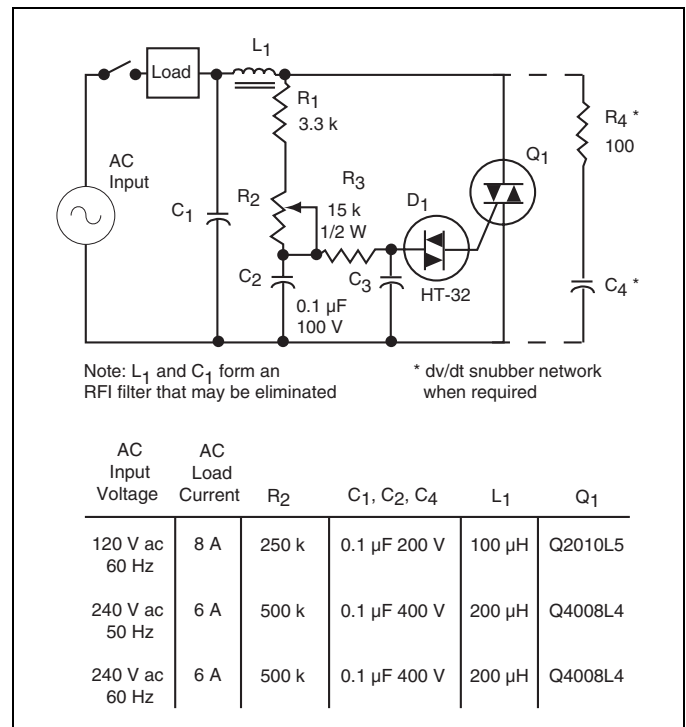 L1
Load
R1
3.3 k
R4 *
100
AC
Input
Q1
R3
R2
D1
15 k
1/2 W
C1
C2
C3
HT-32
C4 *
0.1 µF
100 V
Note: L1 and C1 form an
RFI filter that may be eliminated
* dv/dt snubber network
when required
AC
Input
Voltage
AC
Load
Current
R2
C1, C2, C4
L1
Q1
120 V ac
60 Hz
8 A
250 k
0.1 µF 200 V
100 µH
Q2010L5
240 V ac
50 Hz
6 A
500 k
0.1 µF 400 V
200 µH
Q4008L4
240 V ac
60 Hz
6 A
500 k
0.1 µF 400 V
200 µH
Q4008L4